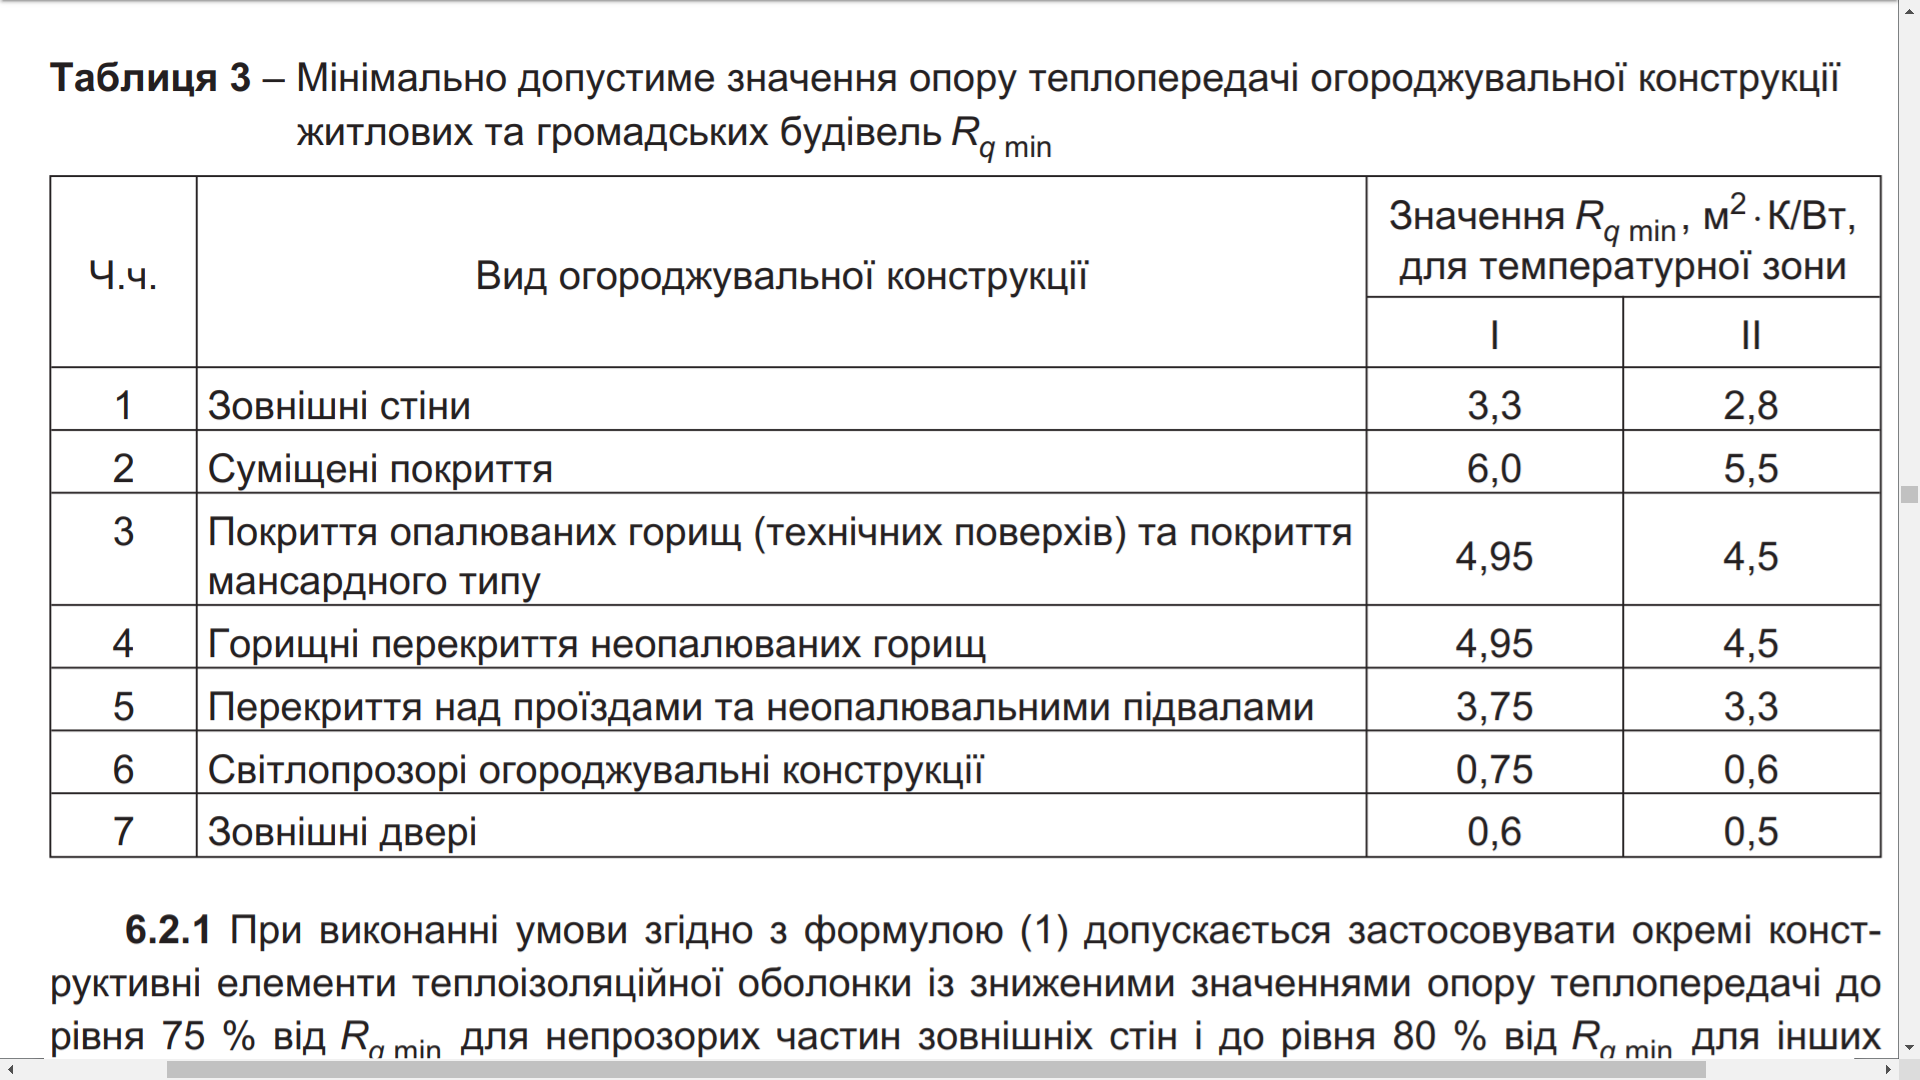 Таблиця 3 – Мінімально допустиме значення опору теплопередачі огороджувальної конструкції
житлових та громадських будівель R q min
Ч.ч.
Вид огороджувальної конструкції
Значення R q min, м²·К/Вт,
для температурної зони
I II
1 Зовнішні стіни 3,3 2,8
2 Суміщені покриття 6,0 5,5
3 Покриття опалюваних горищ (технічних поверхів) та покриття
мансардного типу 4,95 4,5
4 Горищні перекриття неопалюваних горищ 4,95 4,5
5 Перекриття над проїздами та неопалювальними підвалами 3,75 3,3
6 Світлопрозорі огороджувальні конструкції 0,75 0,6
7 Зовнішні двері 0,6 0,5
6.2.1 При виконанні умови згідно з формулою (1) допускається застосовувати окремі конст-
руктивні елементи теплоізоляційної оболонки із зниженими значеннями опору теплопередачі до
рівня 75 % від R q min для непрозорих частин зовнішніх стін і до рівня 80 % від R q min для інших